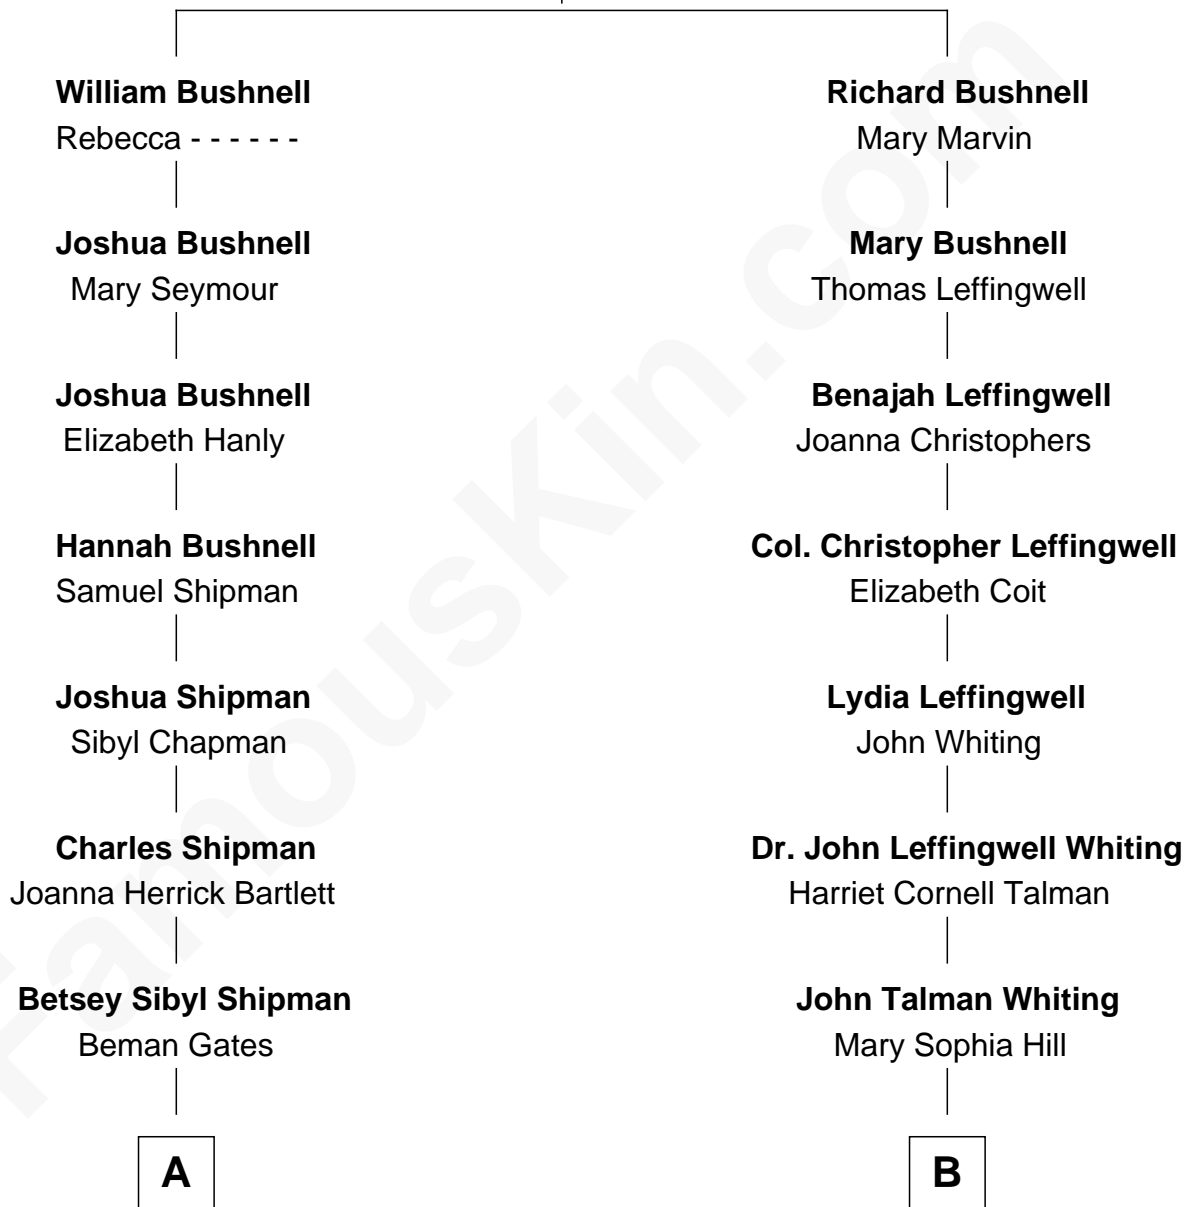 William Bushnell
Rebecca - - - - - -
Joshua Bushnell
Mary Seymour
Joshua Bushnell
Elizabeth Hanly
Hannah Bushnell
Samuel Shipman
Joshua Shipman
Sibyl Chapman
Charles Shipman
Joanna Herrick Bartlett
Betsey Sibyl Shipman
Beman Gates
A
Richard Bushnell
Mary Marvin
Mary Bushnell
Thomas Leffingwell
Benajah Leffingwell
Joanna Christophers
Col. Christopher Leffingwell
Elizabeth Coit
Lydia Leffingwell
John Whiting
Dr. John Leffingwell Whiting
Harriet Cornell Talman
John Talman Whiting
Mary Sophia Hill
B
FamousKin.com